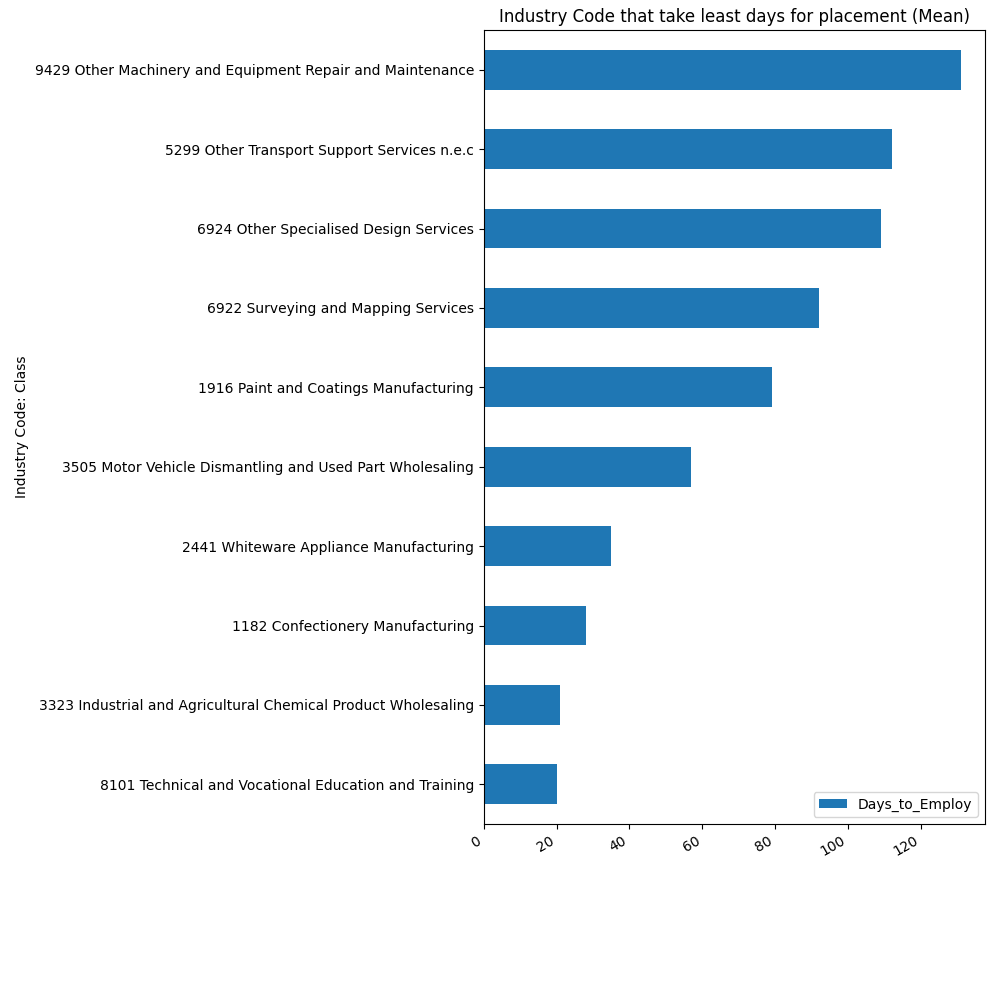 Industry Code that take least days for placement (Mean)
9429 Other Machinery and Equipment Repair and Maintenance
5299 Other Transport Support Services n.e.c
6924 Other Specialised Design Services
6922 Surveying and Mapping Services
1916 Paint and Coatings Manufacturing
3505 Motor Vehicle Dismantling and Used Part Wholesaling
2441 Whiteware Appliance Manufacturing
1182 Confectionery Manufacturing
3323 Industrial and Agricultural Chemical Product Wholesaling
8101 Technical and Vocational Education and Training
Industry Code: Class
Days_to_Employ
0 20 40 60 80 100 120